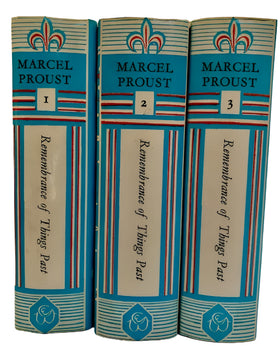 MARCEL
PROUST
1
Remembrance of Things Past
MARCEL
PROUST
2
Remembrance of Things Past
MARCEL
PROUST
3
Remembrance of Things Past